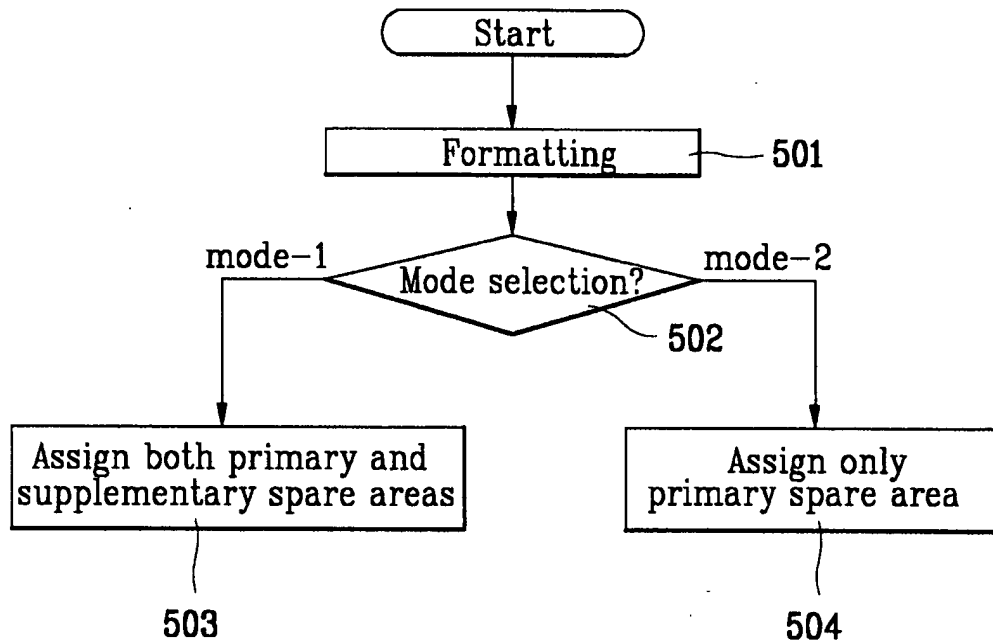 Start
Formatting
501
mode-1
mode-2
Mode selection?
502
Assign both primary and
supplementary spare areas
Assign only
primary spare area
503
504